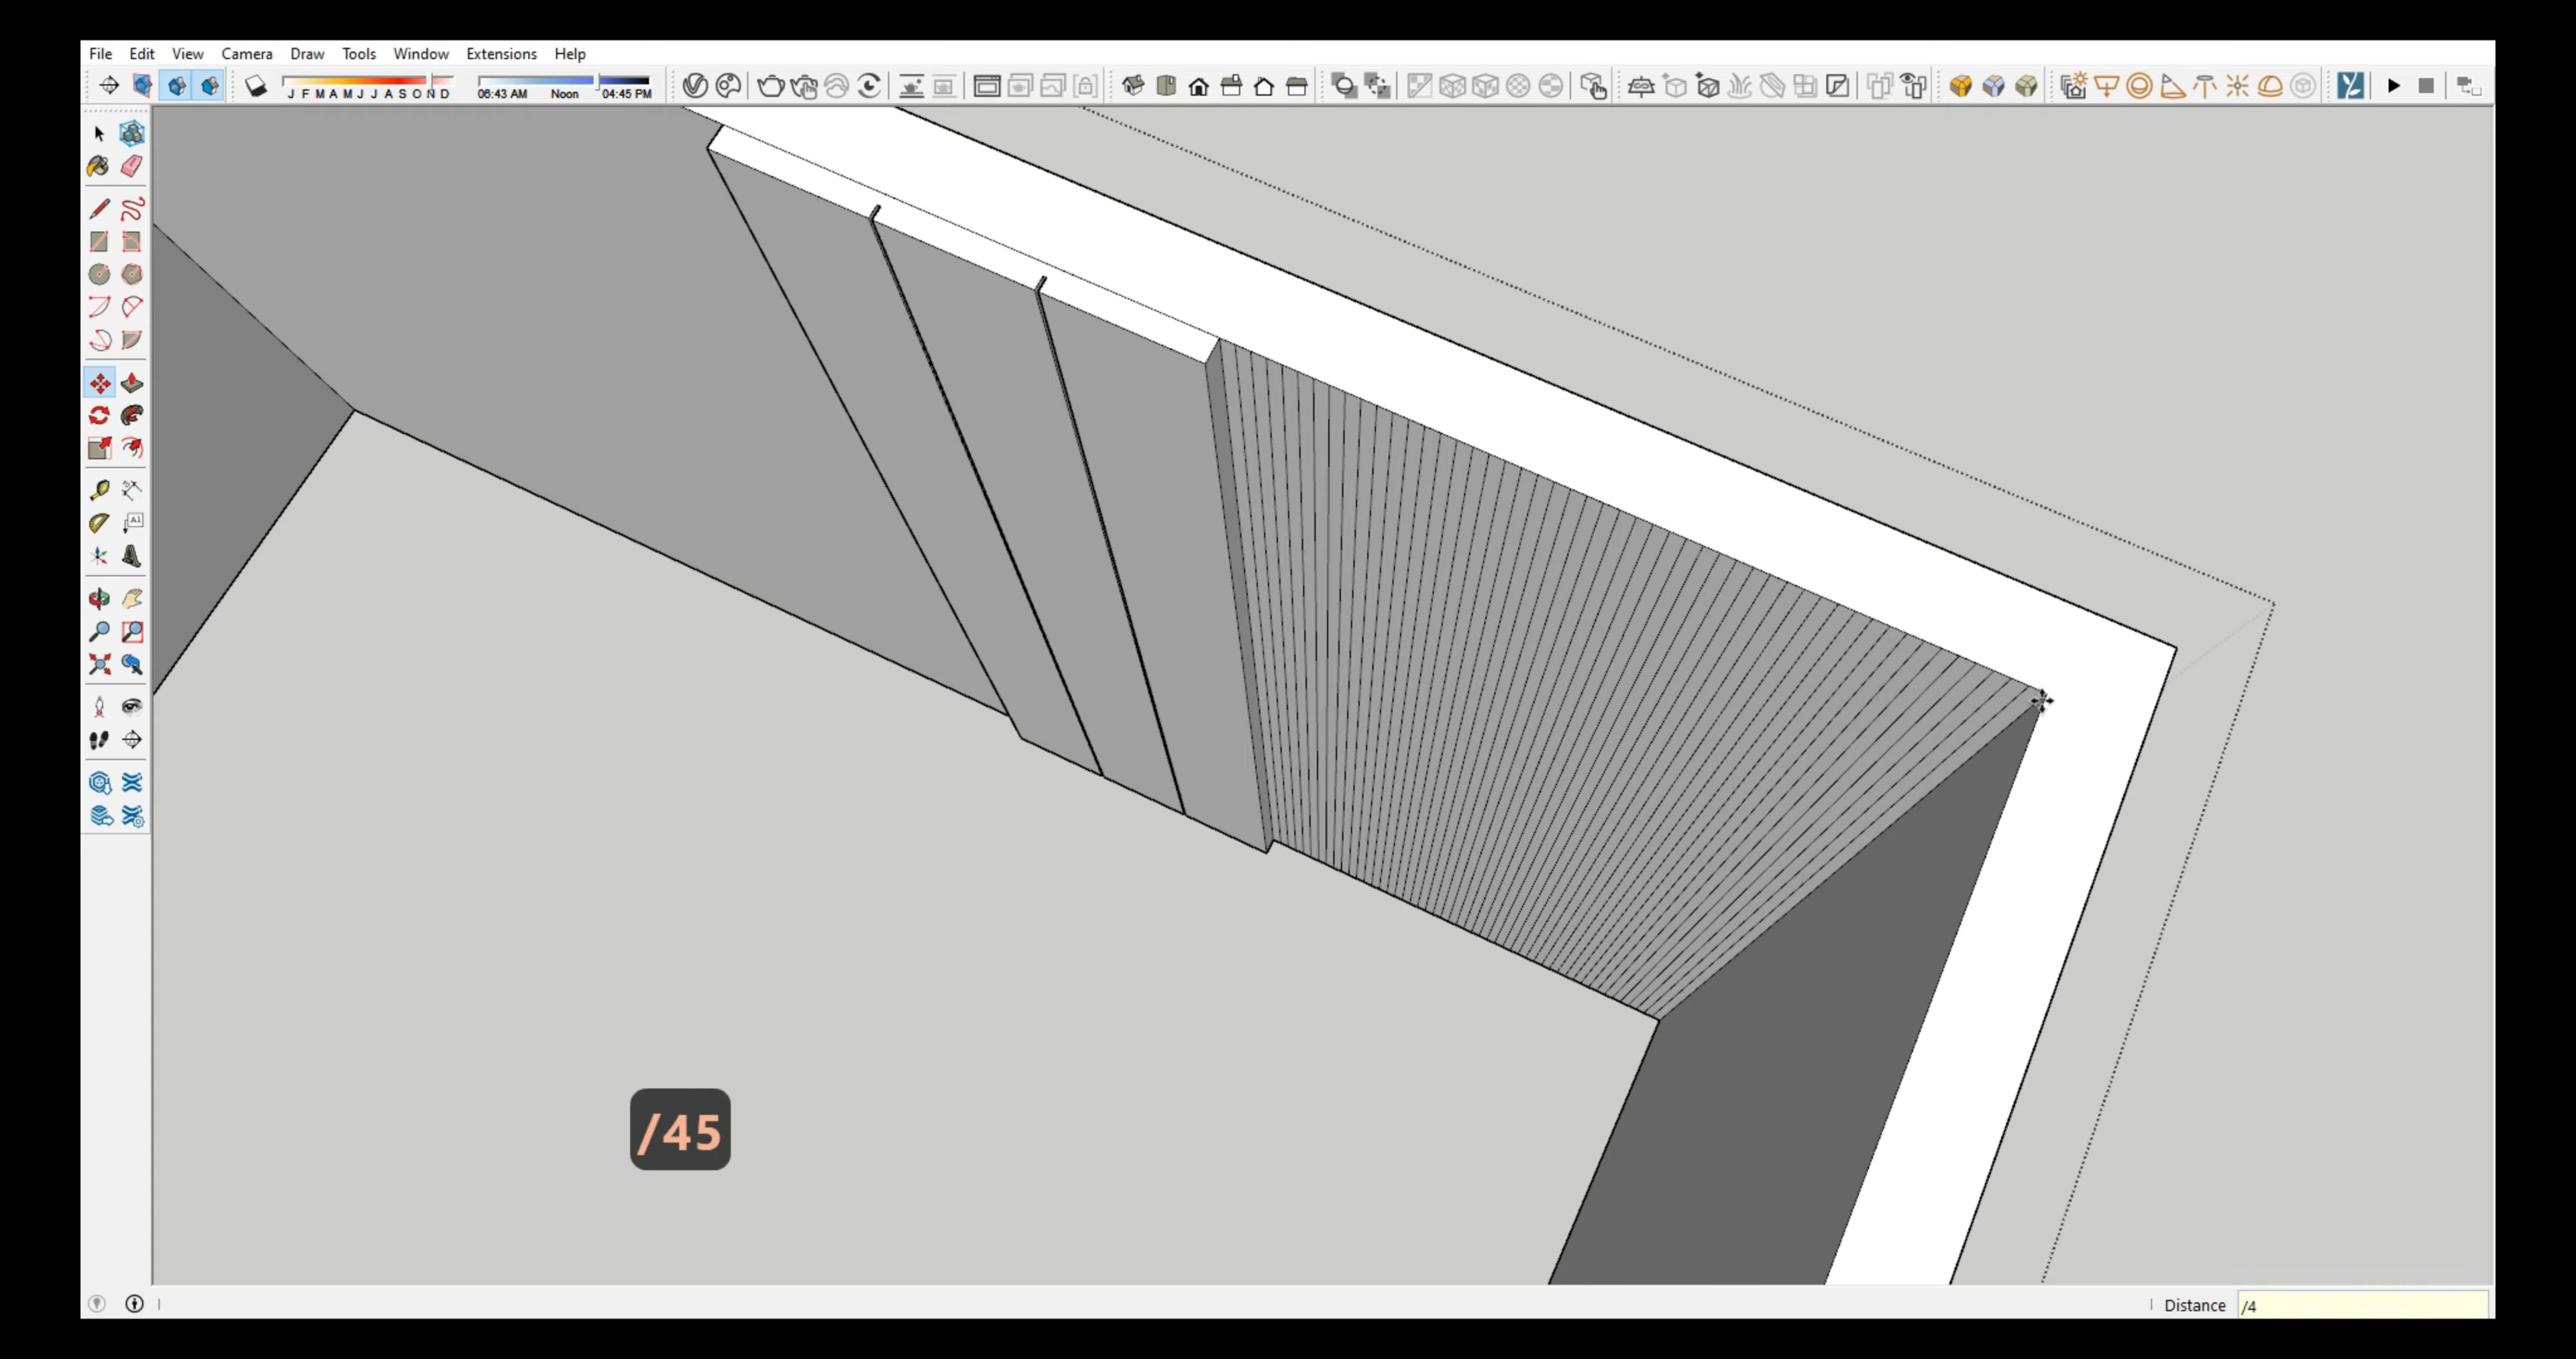 File Edit View Camera Draw Tools Window Extensions Help
J F M A M J J A S O N D
06:43 AM Noon 04:45 PM
A1
/45
Distance /4